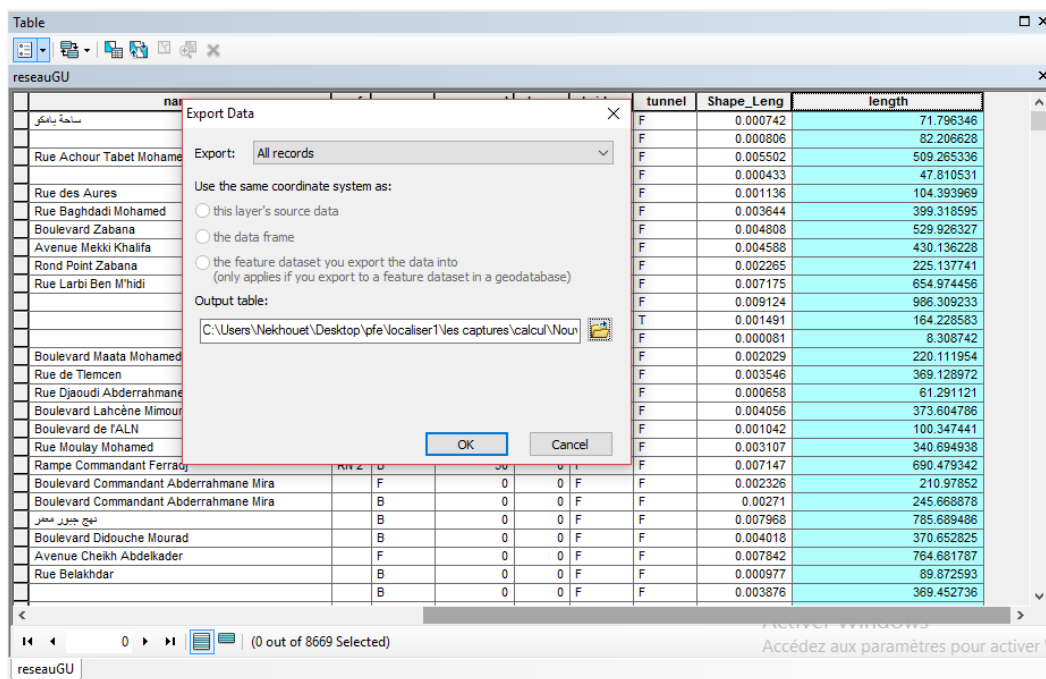 Table
reseauGU
tunnel Shape_Leng length
ساحة بامكو F 0.000742 71.796346
F 0.000806 82.206628
Rue Achour Tabet Mohame F 0.005502 509.265336
F 0.000433 47.810531
Rue des Aures F 0.001136 104.393969
Rue Baghdadi Mohamed F 0.003644 399.318595
Boulevard Zabana F 0.004808 529.926327
Avenue Mekki Khalifa F 0.004588 430.136228
Rond Point Zabana F 0.002265 225.137741
Rue Larbi Ben M'hidi F 0.007175 654.974456
F 0.009124 986.309233
T 0.001491 164.228583
F 0.000081 8.308742
Boulevard Maata Mohamed F 0.002029 220.111954
Rue de Tlemcen F 0.003546 369.128972
Rue Djaoudi Abderrahmane F 0.000658 61.291121
Boulevard Lahcène Mimour F 0.004056 373.604786
Boulevard de l'ALN F 0.001042 100.347441
Rue Moulay Mohamed F 0.003107 340.694938
Rampe Commandant Ferradj RN 2 B 50 0 F F 0.007147 690.479342
Boulevard Commandant Abderrahmane Mira F 0 0 F F 0.002326 210.97852
Boulevard Commandant Abderrahmane Mira B 0 0 F F 0.00271 245.668878
نهج جبور معمر B 0 0 F F 0.007968 785.689486
Boulevard Didouche Mourad B 0 0 F F 0.004018 370.652825
Avenue Cheikh Abdelkader F 0 0 F F 0.007842 764.681787
Rue Belakhdar B 0 0 F F 0.000977 89.872593
B 0 0 F F 0.003876 369.452736
Export Data
Export: All records
Use the same coordinate system as:
this layer's source data
the data frame
the feature dataset you export the data into
(only applies if you export to a feature dataset in a geodatabase)
Output table:
C:\Users\Nekhouet\Desktop\pfe\localiser1\les captures\calcul\Nou
OK Cancel
0 (0 out of 8669 Selected)
Activer Windows
Accédez aux paramètres pour activer
reseauGU